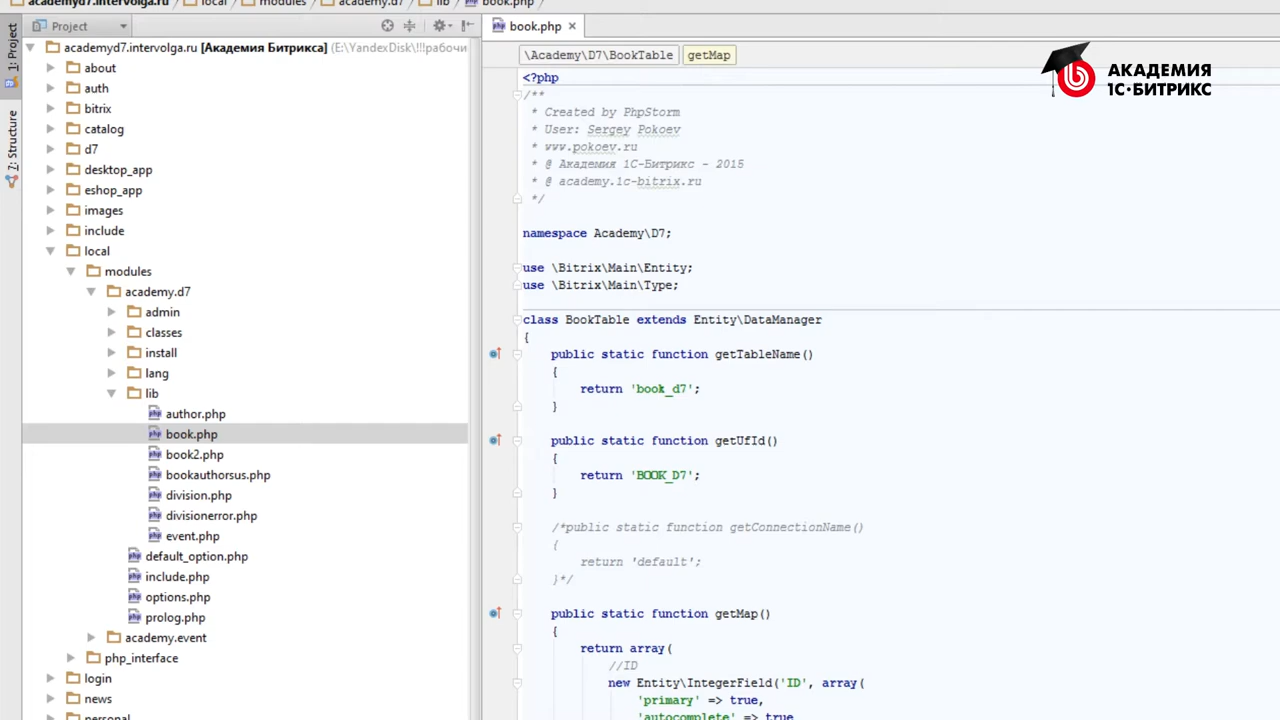 academyd7.intervolga.ru
local
modules
academy.d7
lib
book.php
1: Project
7: Structure
Project
academyd7.intervolga.ru [Академия Битрикса] (E:\YandexDisk\!!!рабочи
about
auth
bitrix
catalog
d7
desktop_app
eshop_app
images
include
local
modules
academy.d7
admin
classes
install
lang
lib
author.php
book.php
book2.php
bookauthorsus.php
division.php
divisionerror.php
event.php
default_option.php
include.php
options.php
prolog.php
academy.event
php_interface
login
news
personal
book.php
\Academy\D7\BookTable
getMap
АКАДЕМИЯ
1С·БИТРИКС
<?php
/**
* Created by PhpStorm
* User: Sergey Pokoev
* www.pokoev.ru
* @ Академия 1С-Битрикс - 2015
* @ academy.1c-bitrix.ru
*/
namespace Academy\D7;
use \Bitrix\Main\Entity;
use \Bitrix\Main\Type;
class BookTable extends Entity\DataManager
{
public static function getTableName()
{
return 'book_d7';
}
public static function getUfId()
{
return 'BOOK_D7';
}
/*public static function getConnectionName()
{
return 'default';
}*/
public static function getMap()
{
return array(
//ID
new Entity\IntegerField('ID', array(
'primary' => true,
'autocomplete' => true